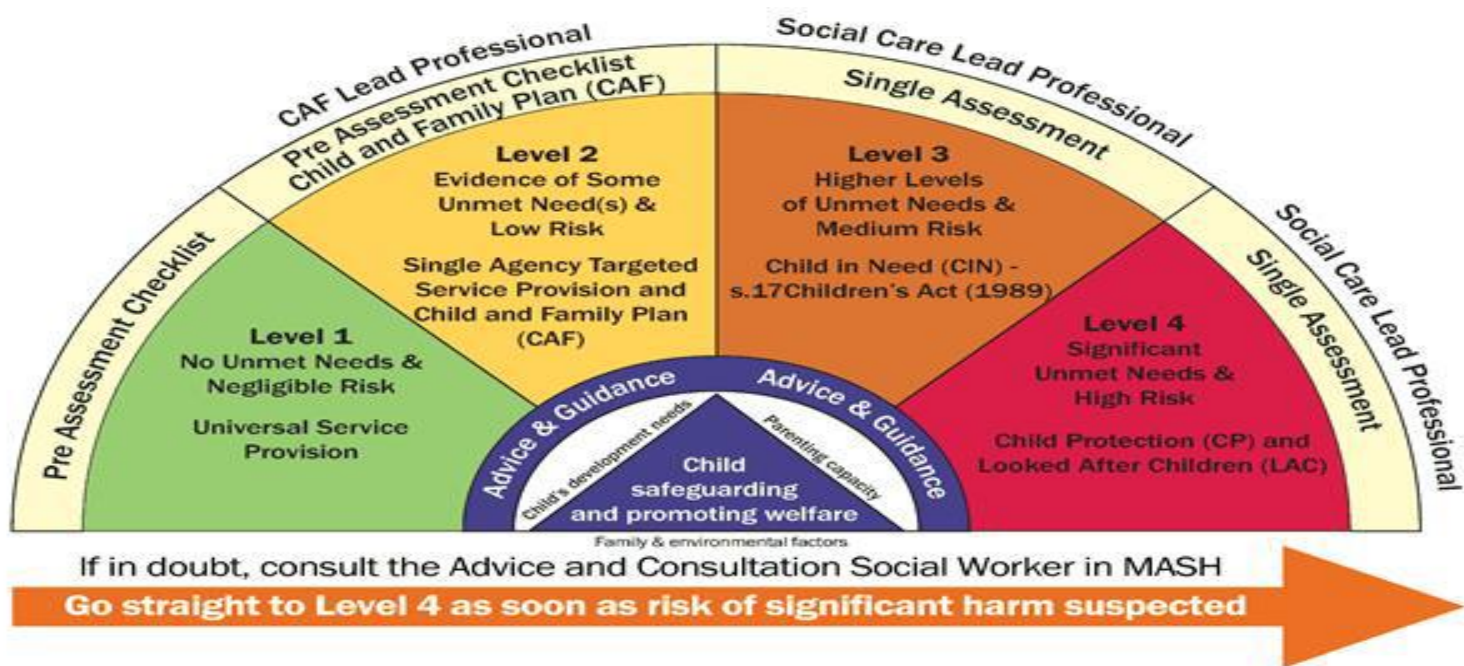 CAF Lead Professional
Social Care Lead Professional
Social Care Lead Professional
Pre Assessment Checklist
Pre Assessment Checklist
Child and Family Plan (CAF)
Single Assessment
Single Assessment
Level 1
No Unmet Needs &
Negligible Risk
Universal Service
Provision
Level 2
Evidence of Some
Unmet Need(s) &
Low Risk
Single Agency Targeted
Service Provision and
Child and Family Plan
(CAF)
Level 3
Higher Levels
of Unmet Needs &
Medium Risk
Child in Need (CIN) -
s.17Children's Act (1989)
Level 4
Significant
Unmet Needs &
High Risk
Child Protection (CP) and
Looked After Children (LAC)
Advice & Guidance
Advice & Guidance
Child's development needs
Parenting capacity
Child
safeguarding
and promoting welfare
Family & environmental factors
If in doubt, consult the Advice and Consultation Social Worker in MASH
Go straight to Level 4 as soon as risk of significant harm suspected